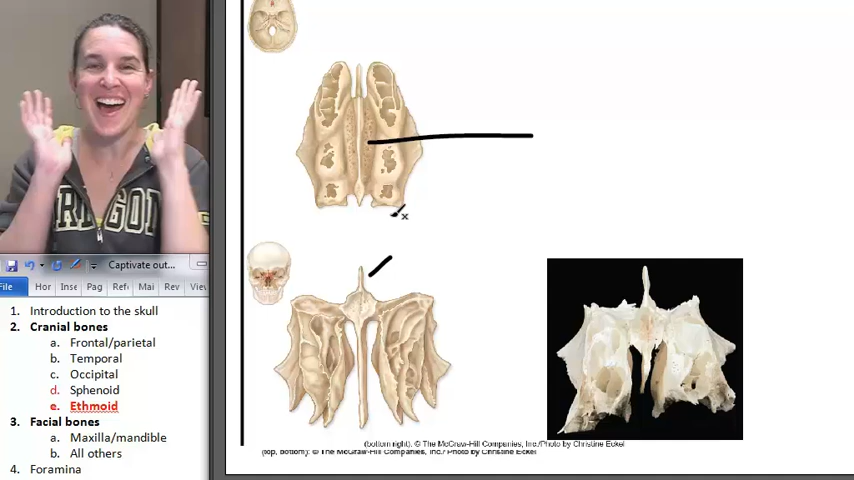 OREGON
Captivate out...
File Hor Inse Pag Refe Mai Rev View
1. Introduction to the skull
2. Cranial bones
a. Frontal/parietal
b. Temporal
c. Occipital
d. Sphenoid
e. Ethmoid
3. Facial bones
a. Maxilla/mandible
b. All others
4. Foramina
(bottom right). © The McGraw-Hill Companies, Inc./Photo by Christine Eckel
(top, bottom): © The McGraw-Hill Companies, Inc./ Photo by Christine Eckel